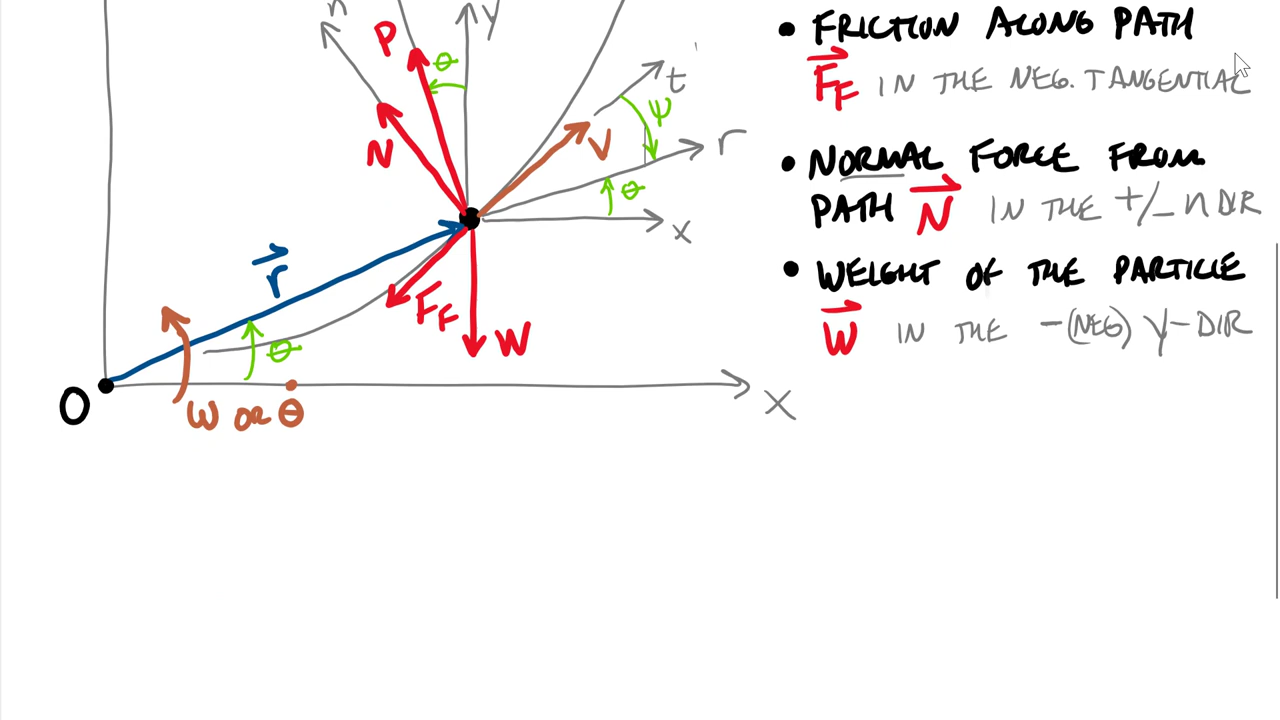 n
y
P
θ
t
ψ
N
V
r
θ
x
r
F_F
W
θ
O
ω OR θ
X
• FRICTION ALONG PATH
F_F IN THE NEG. TANGENTIAL
• NORMAL FORCE FROM
PATH N IN THE +/- n DIR
• WEIGHT OF THE PARTICLE
W IN THE -(NEG) Y-DIR